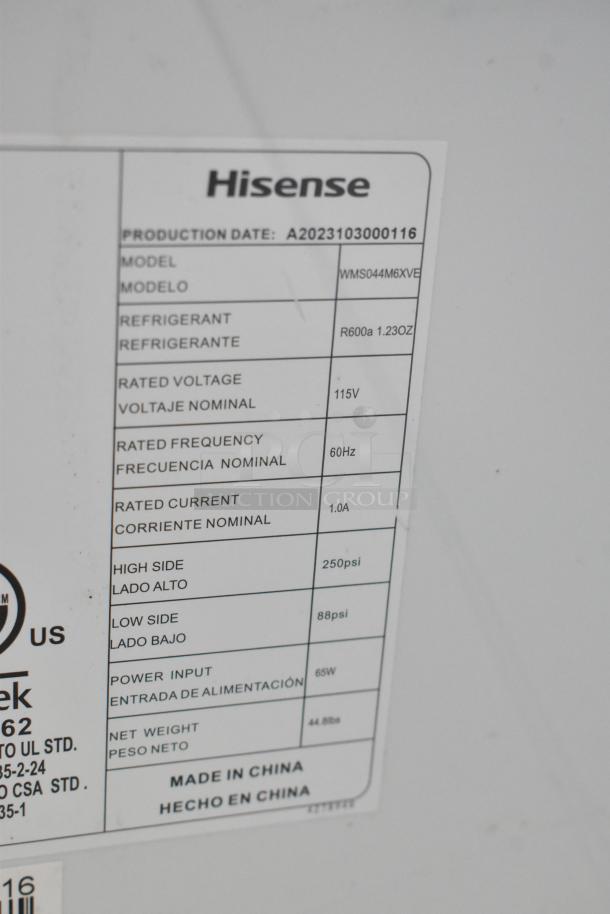 Hisense
PRODUCTION DATE: A2023103000116
MODEL
MODELO
WMS044M6XVE
REFRIGERANT
REFRIGERANTE
R600a 1.23OZ
RATED VOLTAGE
VOLTAJE NOMINAL
115V
RATED FREQUENCY
FRECUENCIA NOMINAL
60Hz
RATED CURRENT
CORRIENTE NOMINAL
1.0A
HIGH SIDE
LADO ALTO
250psi
LOW SIDE
LADO BAJO
88psi
POWER INPUT
ENTRADA DE ALIMENTACIÓN
65W
NET WEIGHT
PESO NETO
44.8lbs
MADE IN CHINA
HECHO EN CHINA
M
US
ek
62
TO UL STD.
35-2-24
O CSA STD.
35-1
16
PCI
AUCTION GROUP